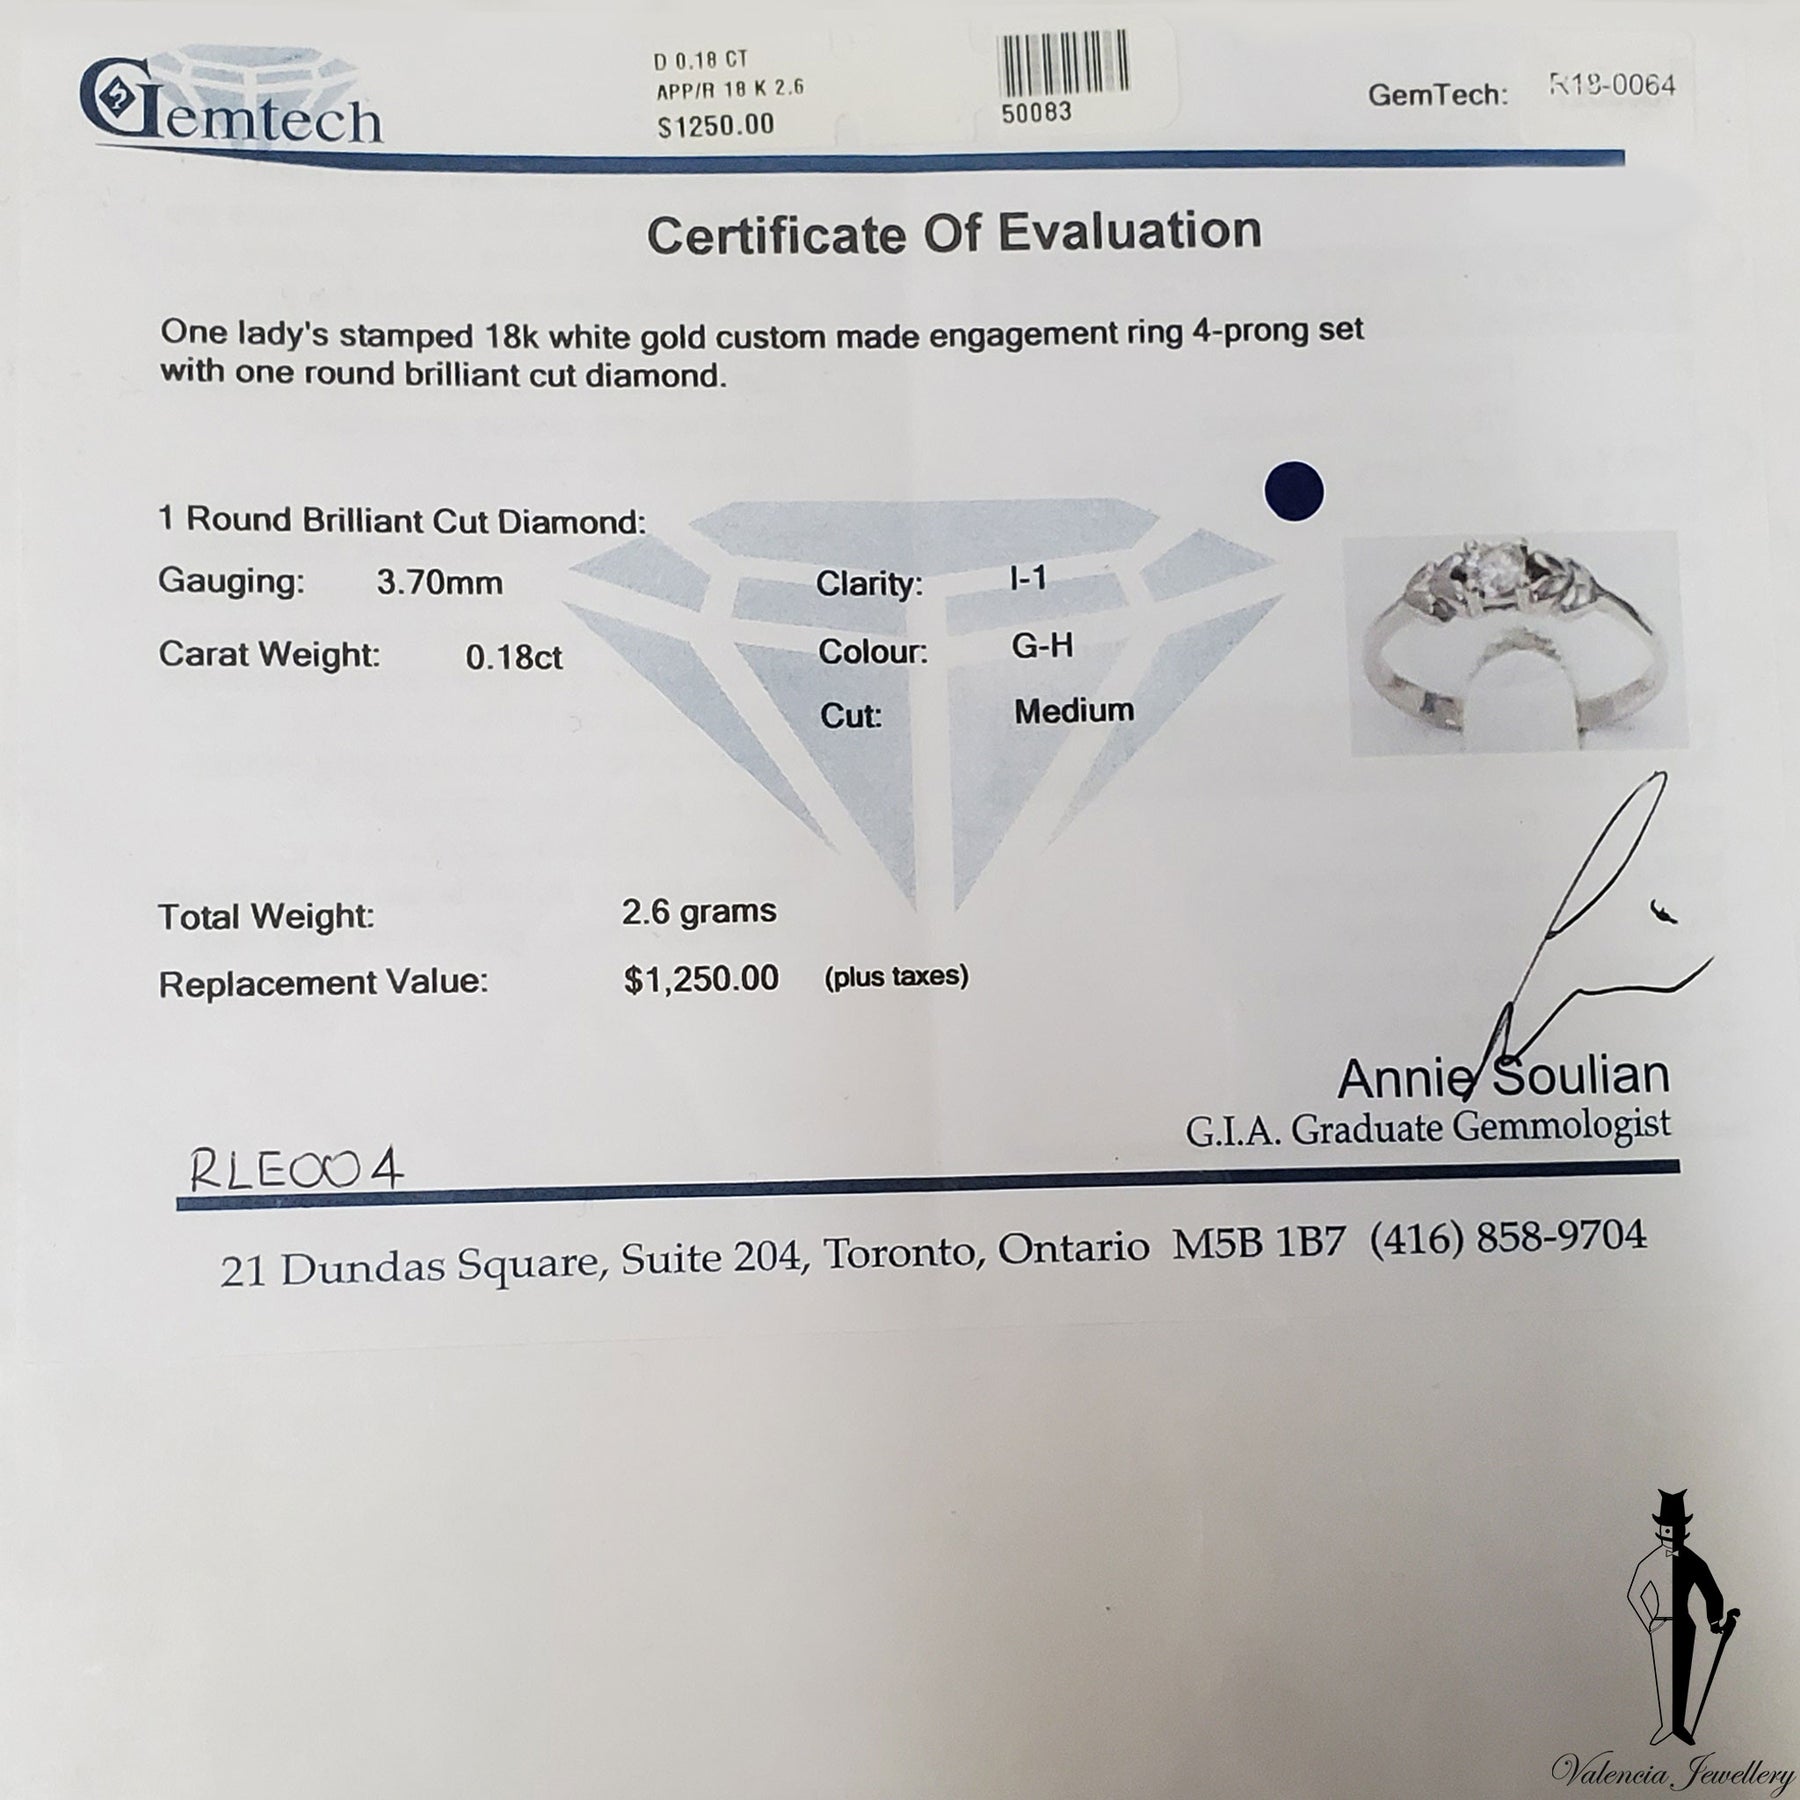 Gemtech
D 0.18 CT
APP/R 18 K 2.6
$1250.00
50083
GemTech: R18-0064
Certificate Of Evaluation
One lady's stamped 18k white gold custom made engagement ring 4-prong set
with one round brilliant cut diamond.
1 Round Brilliant Cut Diamond:
Gauging: 3.70mm Clarity: I-1
Carat Weight: 0.18ct Colour: G-H
Cut: Medium
Total Weight: 2.6 grams
Replacement Value: $1,250.00 (plus taxes)
Annie Soulian
G.I.A. Graduate Gemmologist
RLE004
21 Dundas Square, Suite 204, Toronto, Ontario M5B 1B7 (416) 858-9704
Valencia Jewellery